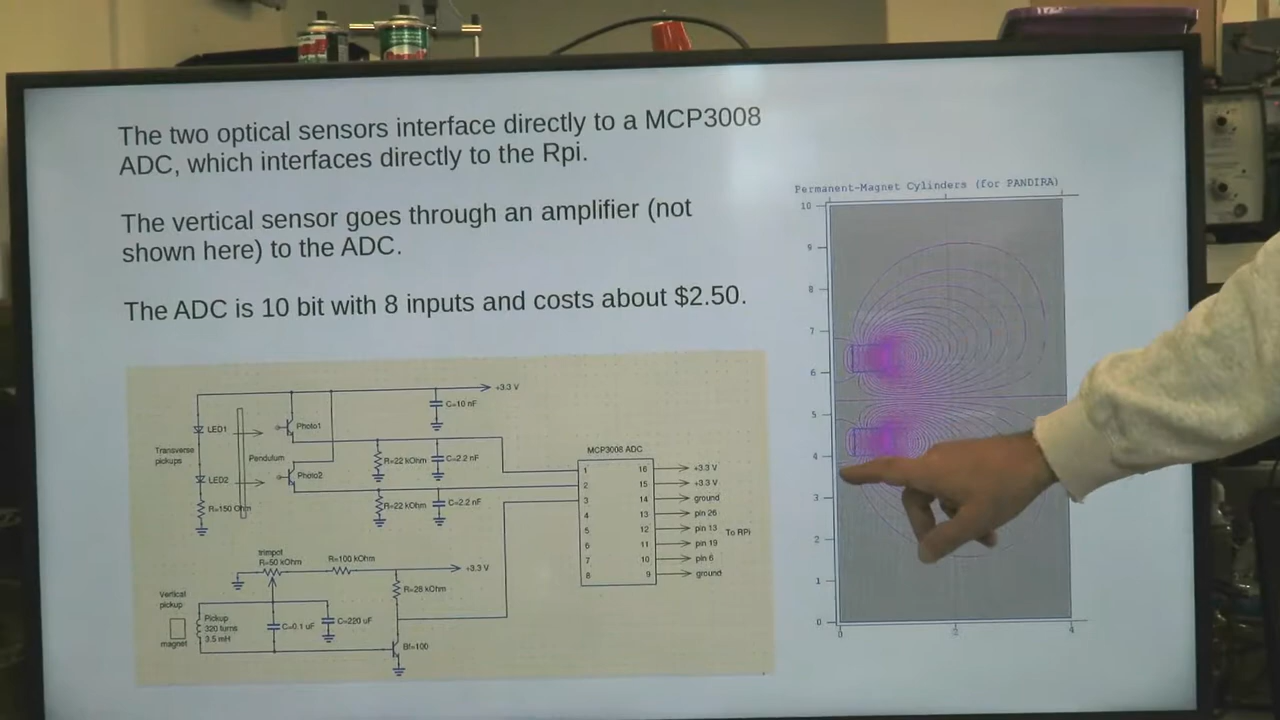 The two optical sensors interface directly to a MCP3008
ADC, which interfaces directly to the Rpi.
The vertical sensor goes through an amplifier (not
shown here) to the ADC.
The ADC is 10 bit with 8 inputs and costs about $2.50.
Permanent-Magnet Cylinders (for PANDIRA)
10
9
8
7
6
5
4
3
2
1
0
0
2
4
+3.3 V
C=10 nF
LED1
Photo1
Transverse
pickups
Pendulum
R=22 kOhm
C=2.2 nF
LED2
Photo2
R=150 Ohm
R=22 kOhm
C=2.2 nF
MCP3008 ADC
1 16 +3.3 V
2 15 +3.3 V
3 14 ground
4 13 pin 26
5 12 pin 13
6 11 pin 19
7 10 pin 6
8 9 ground
To RPi
trimpot
R=50 kOhm
R=100 kOhm
+3.3 V
R=28 kOhm
Vertical
pickup
magnet
Pickup
320 turns
3.5 mH
C=0.1 uF
C=220 uF
Bf=100